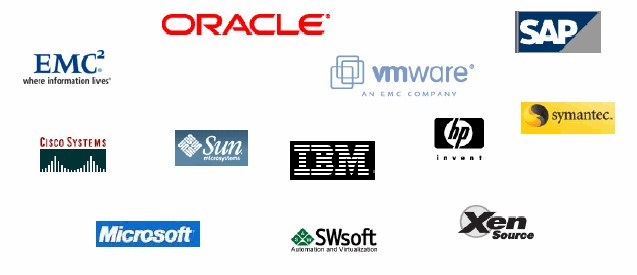 ORACLE®
SAP
EMC²
where information lives®
vmware®
AN EMC COMPANY
symantec.
hp
invent
CISCO SYSTEMS
Sun
microsystems
IBM
Xen
Source
Microsoft
SWsoft
Automation and Virtualization